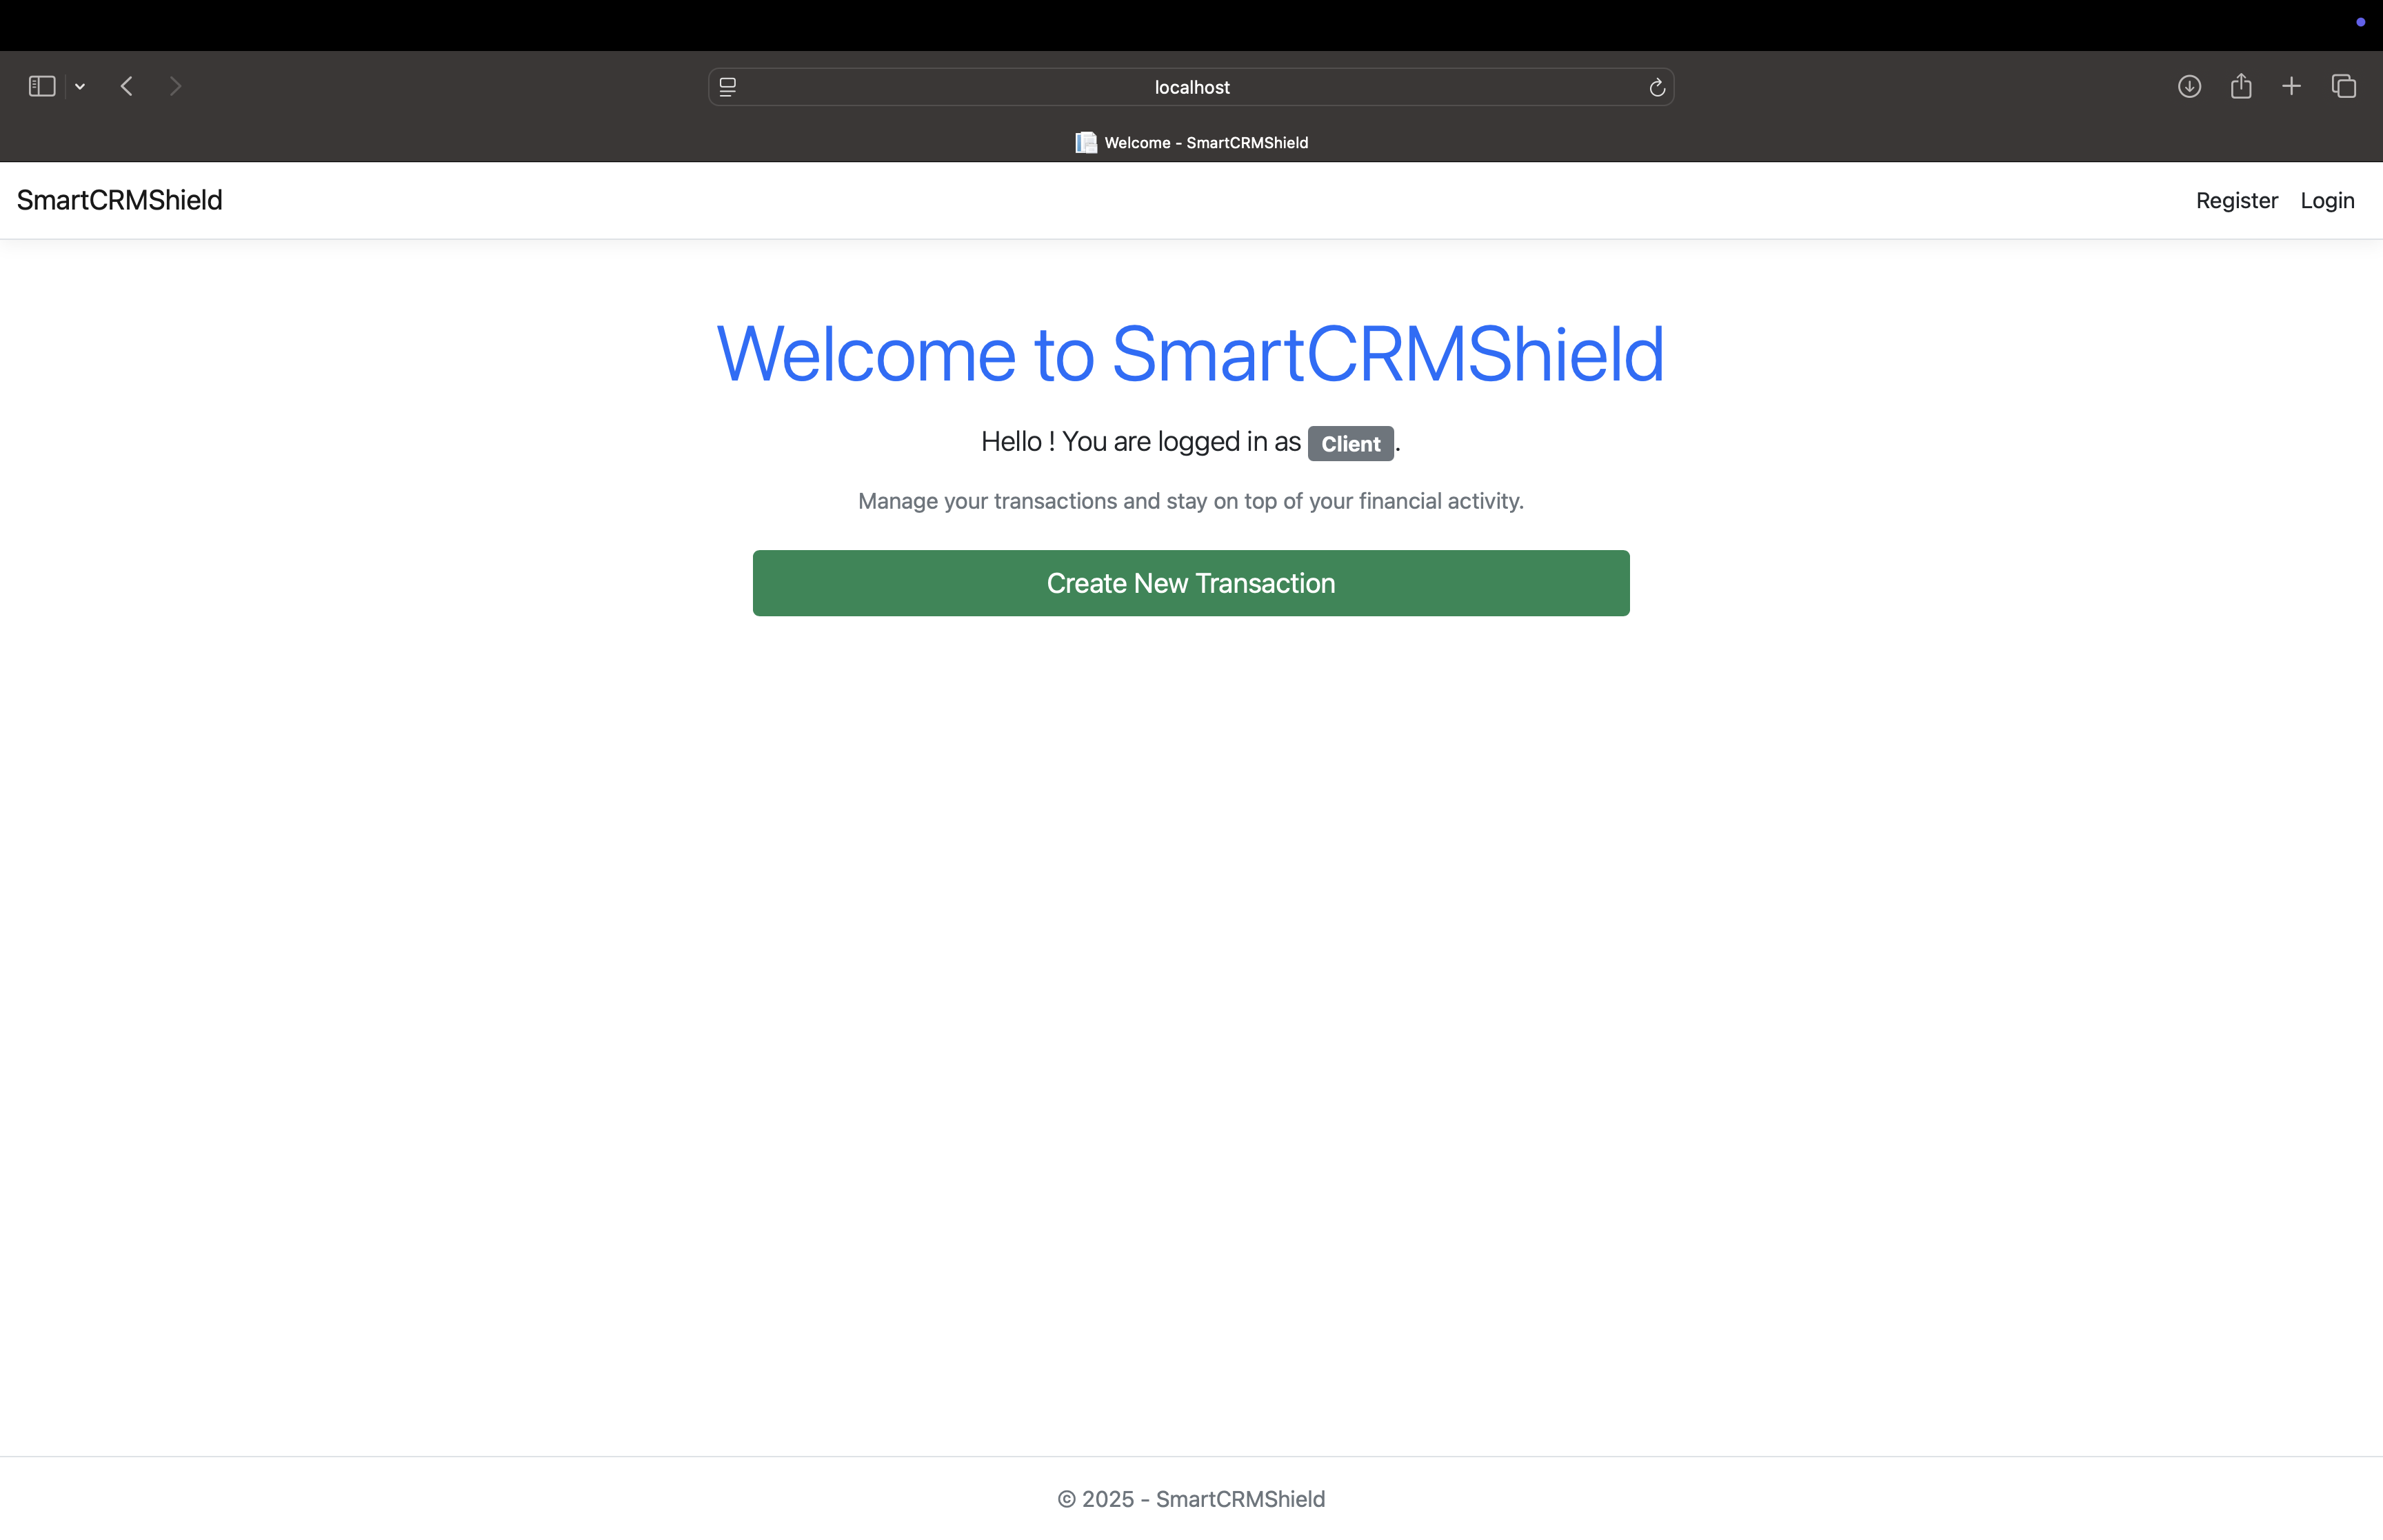 localhost
Welcome - SmartCRMShield
SmartCRMShield
Register Login
Welcome to SmartCRMShield
Hello ! You are logged in as Client.
Manage your transactions and stay on top of your financial activity.
Create New Transaction
© 2025 - SmartCRMShield